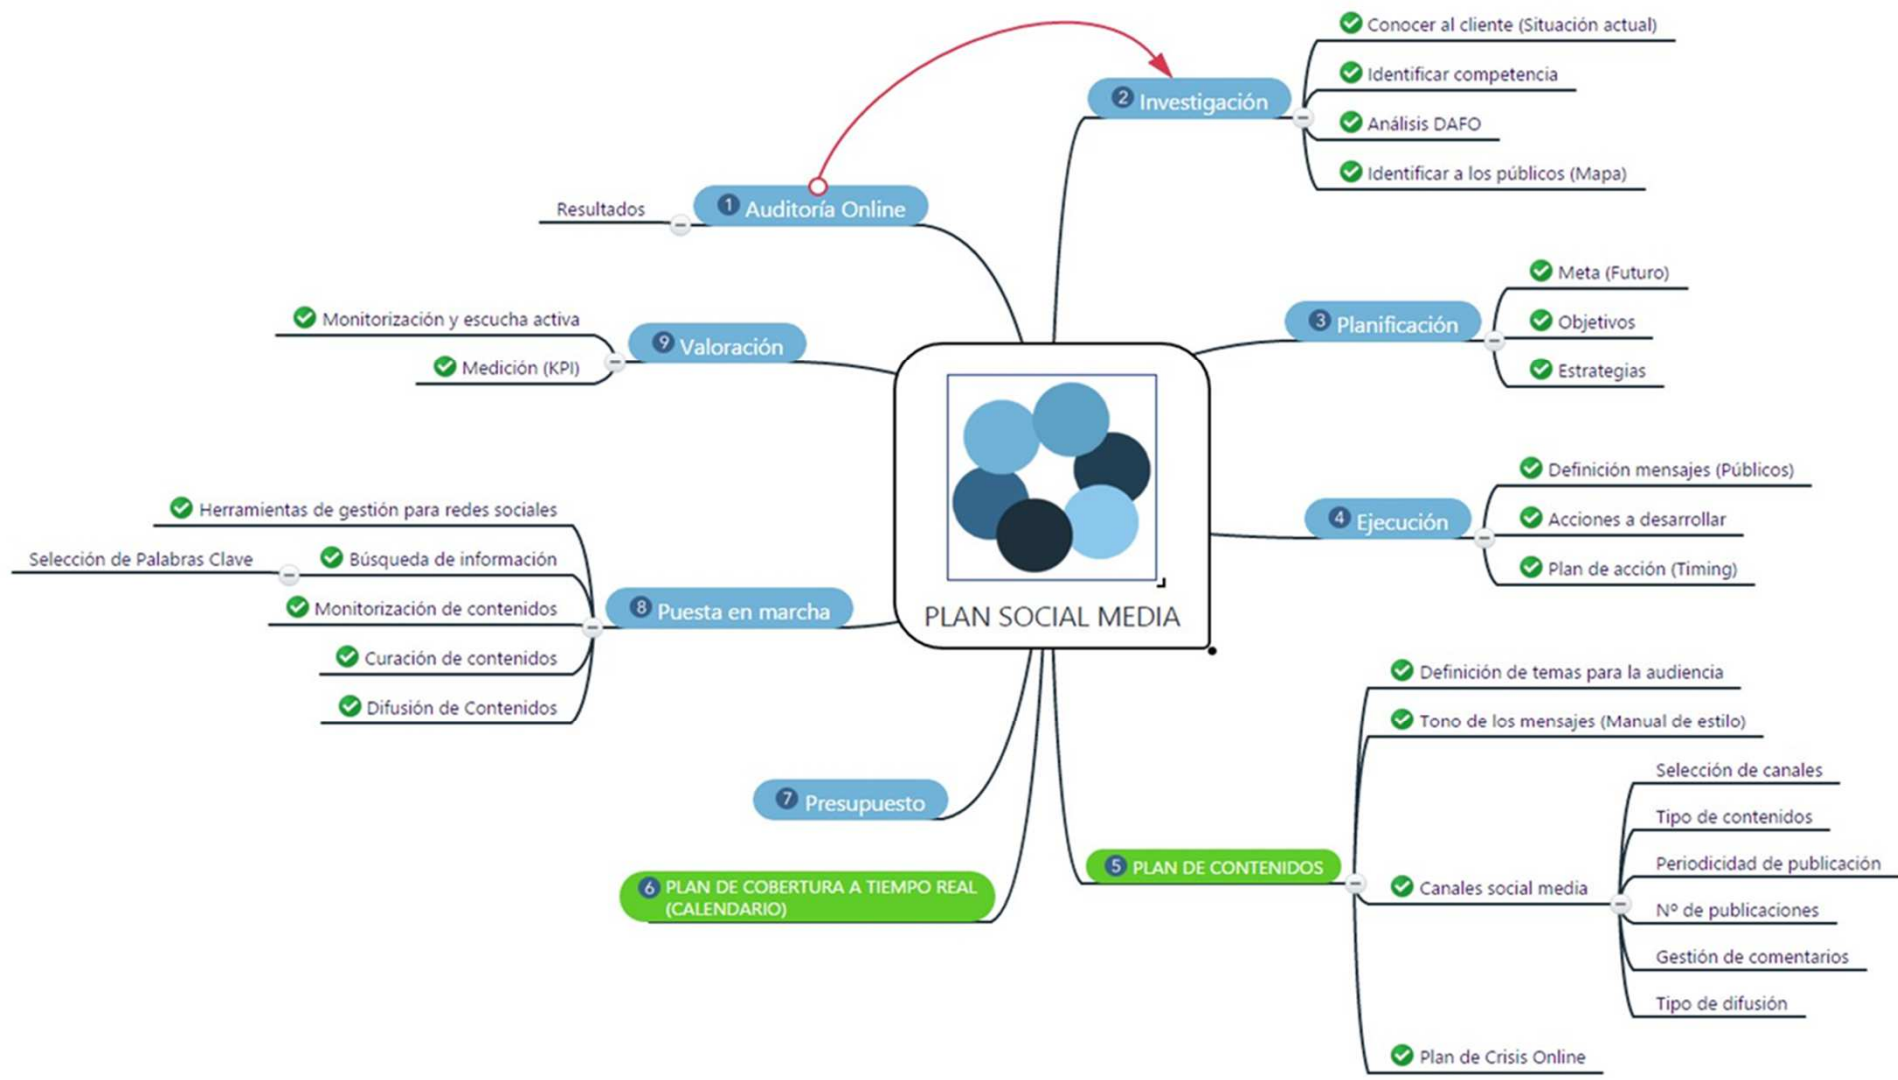 PLAN SOCIAL MEDIA
1 Auditoría Online
Resultados
2 Investigación
Conocer al cliente (Situación actual)
Identificar competencia
Análisis DAFO
Identificar a los públicos (Mapa)
3 Planificación
Meta (Futuro)
Objetivos
Estrategias
4 Ejecución
Definición mensajes (Públicos)
Acciones a desarrollar
Plan de acción (Timing)
5 PLAN DE CONTENIDOS
Definición de temas para la audiencia
Tono de los mensajes (Manual de estilo)
Canales social media
Selección de canales
Tipo de contenidos
Periodicidad de publicación
Nº de publicaciones
Gestión de comentarios
Tipo de difusión
Plan de Crisis Online
6 PLAN DE COBERTURA A TIEMPO REAL
(CALENDARIO)
7 Presupuesto
8 Puesta en marcha
Herramientas de gestión para redes sociales
Búsqueda de información
Selección de Palabras Clave
Monitorización de contenidos
Curación de contenidos
Difusión de Contenidos
9 Valoración
Monitorización y escucha activa
Medición (KPI)